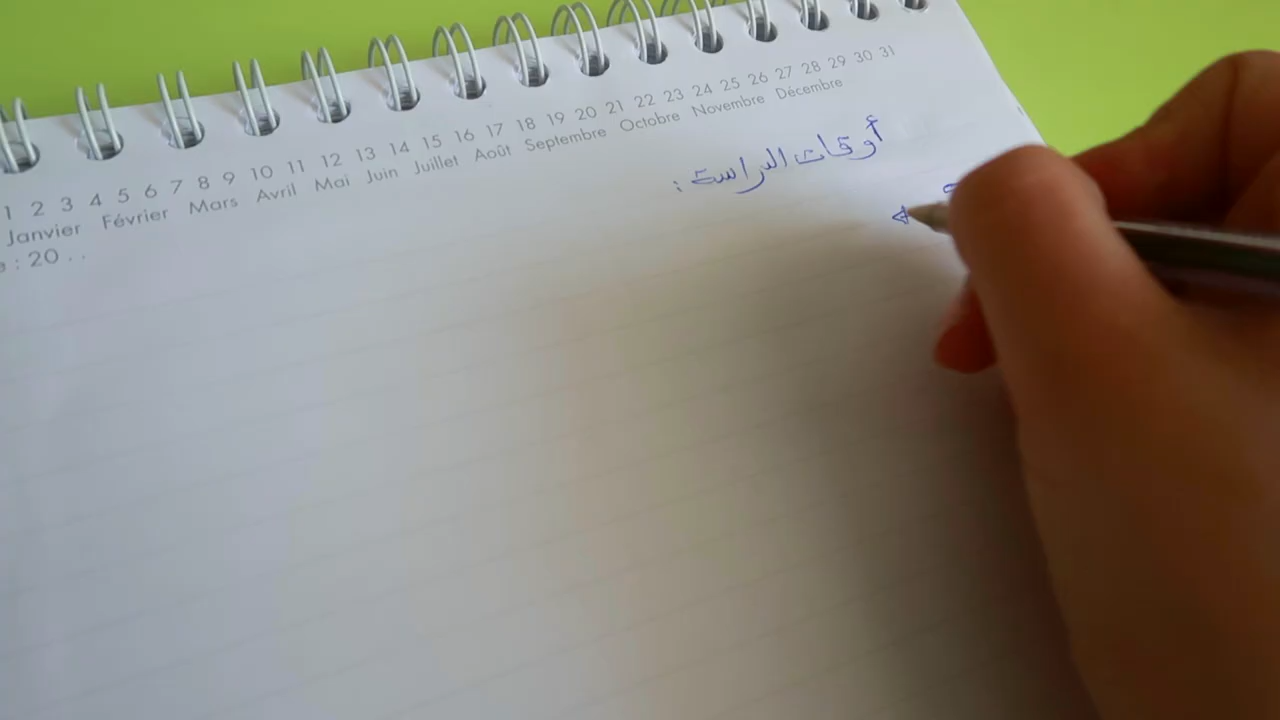 1 2 3 4 5 6 7 8 9 10 11 12 13 14 15 16 17 18 19 20 21 22 23 24 25 26 27 28 29 30 31
Janvier Février Mars Avril Mai Juin Juillet Août Septembre Octobre Novembre Décembre
e : 20 . .
أوقات الدراسة :